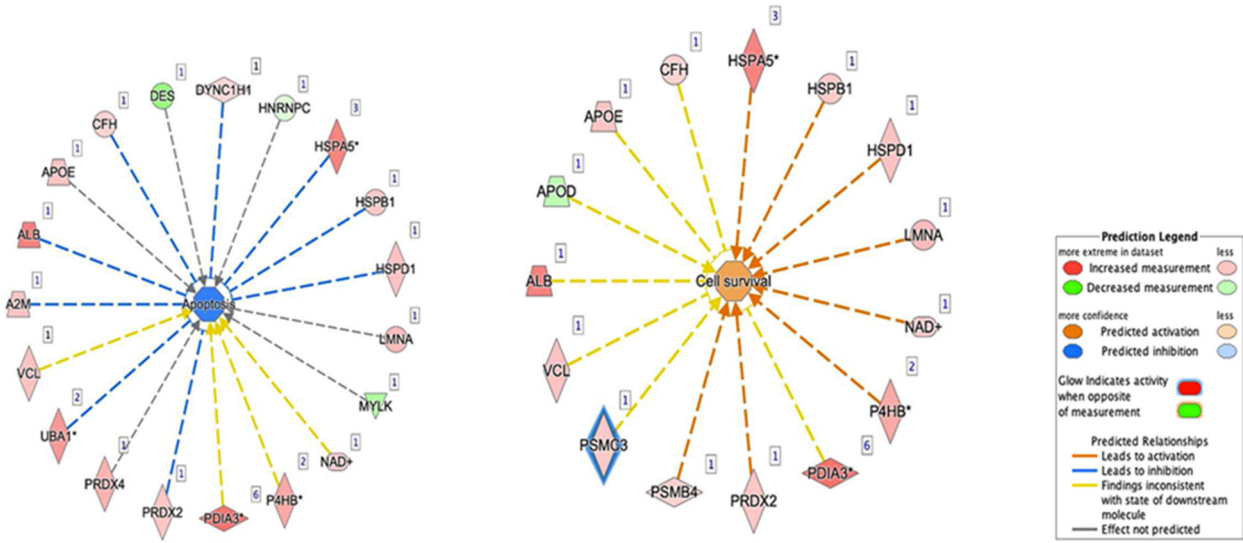 1
DES
1
DYNC1H1
1
HNRNPC
3
HSPA5*
1
HSPB1
1
HSPD1
1
LMNA
1
MYLK
1
NAD+
2
P4HB*
6
PDIA3*
1
PRDX2
1
PRDX4
2
UBA1*
1
VCL
1
A2M
1
ALB
1
APOE
1
CFH
Apoptosis
3
HSPA5*
1
HSPB1
1
HSPD1
1
LMNA
1
NAD+
2
P4HB*
6
PDIA3*
1
PRDX2
1
PSMB4
1
PSMC3
1
VCL
1
ALB
1
APOD
1
APOE
1
CFH
Cell survival
Prediction Legend
more extreme in dataset less
Increased measurement
Decreased measurement
more confidence less
Predicted activation
Predicted inhibition
Glow Indicates activity
when opposite
of measurement
Predicted Relationships
Leads to activation
Leads to inhibition
Findings inconsistent
with state of downstream
molecule
Effect not predicted